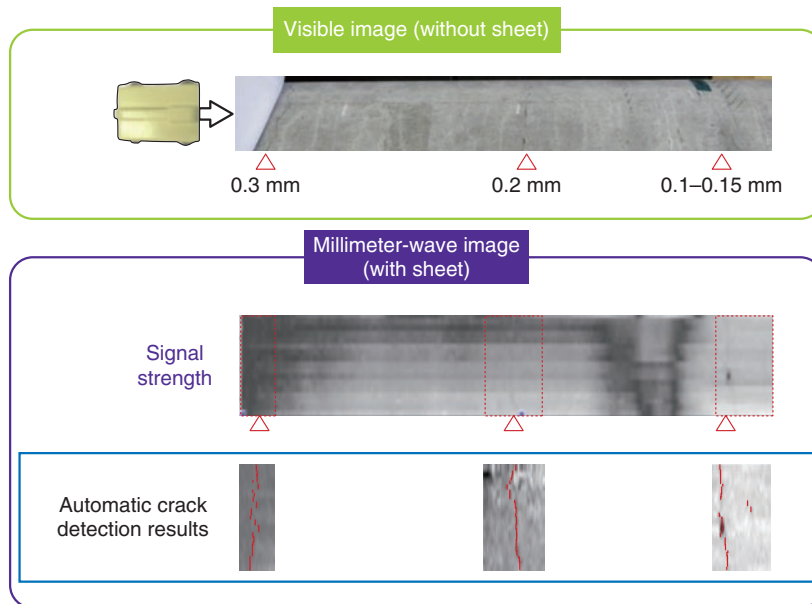 Visible image (without sheet)
0.3 mm
0.2 mm
0.1–0.15 mm
Millimeter-wave image
(with sheet)
Signal
strength
Automatic crack
detection results